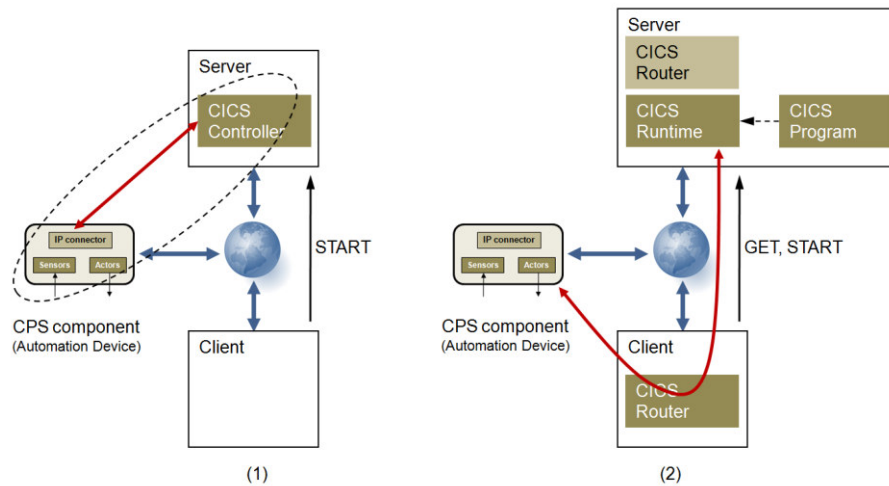 Server
CICS
Controller
IP connector
Sensors
Actors
START
CPS component
(Automation Device)
Client
(1)
Server
CICS
Router
CICS
Runtime
CICS
Program
IP connector
Sensors
Actors
GET, START
CPS component
(Automation Device)
Client
CICS
Router
(2)